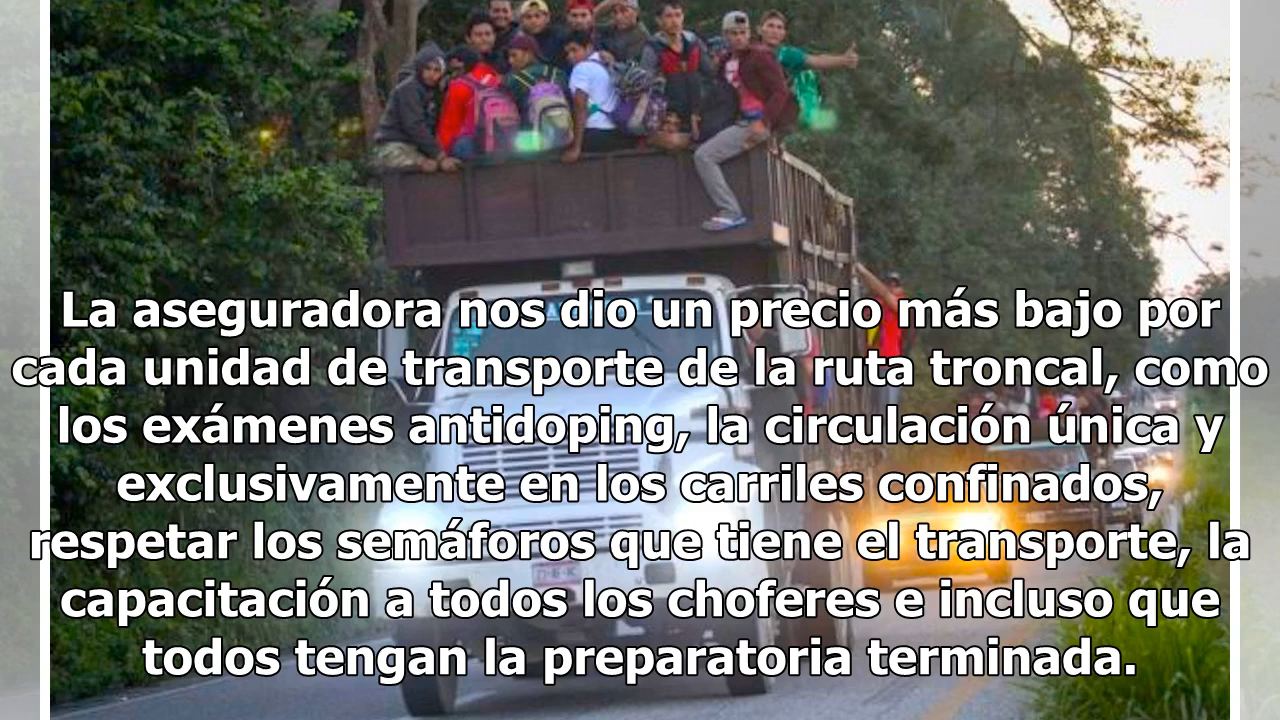 La aseguradora nos dio un precio más bajo por
cada unidad de transporte de la ruta troncal, como
los exámenes antidoping, la circulación única y
exclusivamente en los carriles confinados,
respetar los semáforos que tiene el transporte, la
capacitación a todos los choferes e incluso que
todos tengan la preparatoria terminada.